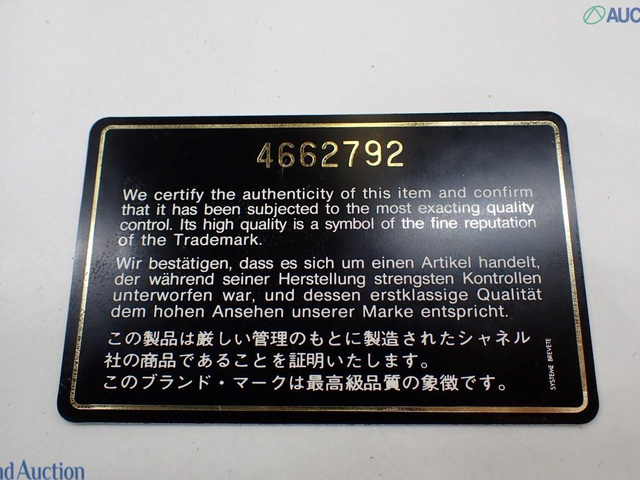 AUC
4662792
We certify the authenticity of this item and confirm
that it has been subjected to the most exacting quality
control. Its high quality is a symbol of the fine reputation
of the Trademark.
Wir bestätigen, dass es sich um einen Artikel handelt,
der während seiner Herstellung strengsten Kontrollen
unterworfen war, und dessen erstklassige Qualität
dem hohen Ansehen unserer Marke entspricht.
この製品は厳しい管理のもとに製造されたシャネル
社の商品であることを証明いたします。
このブランド・マークは最高級品質の象徴です。
SYSTEME BREVETE
nd Auction